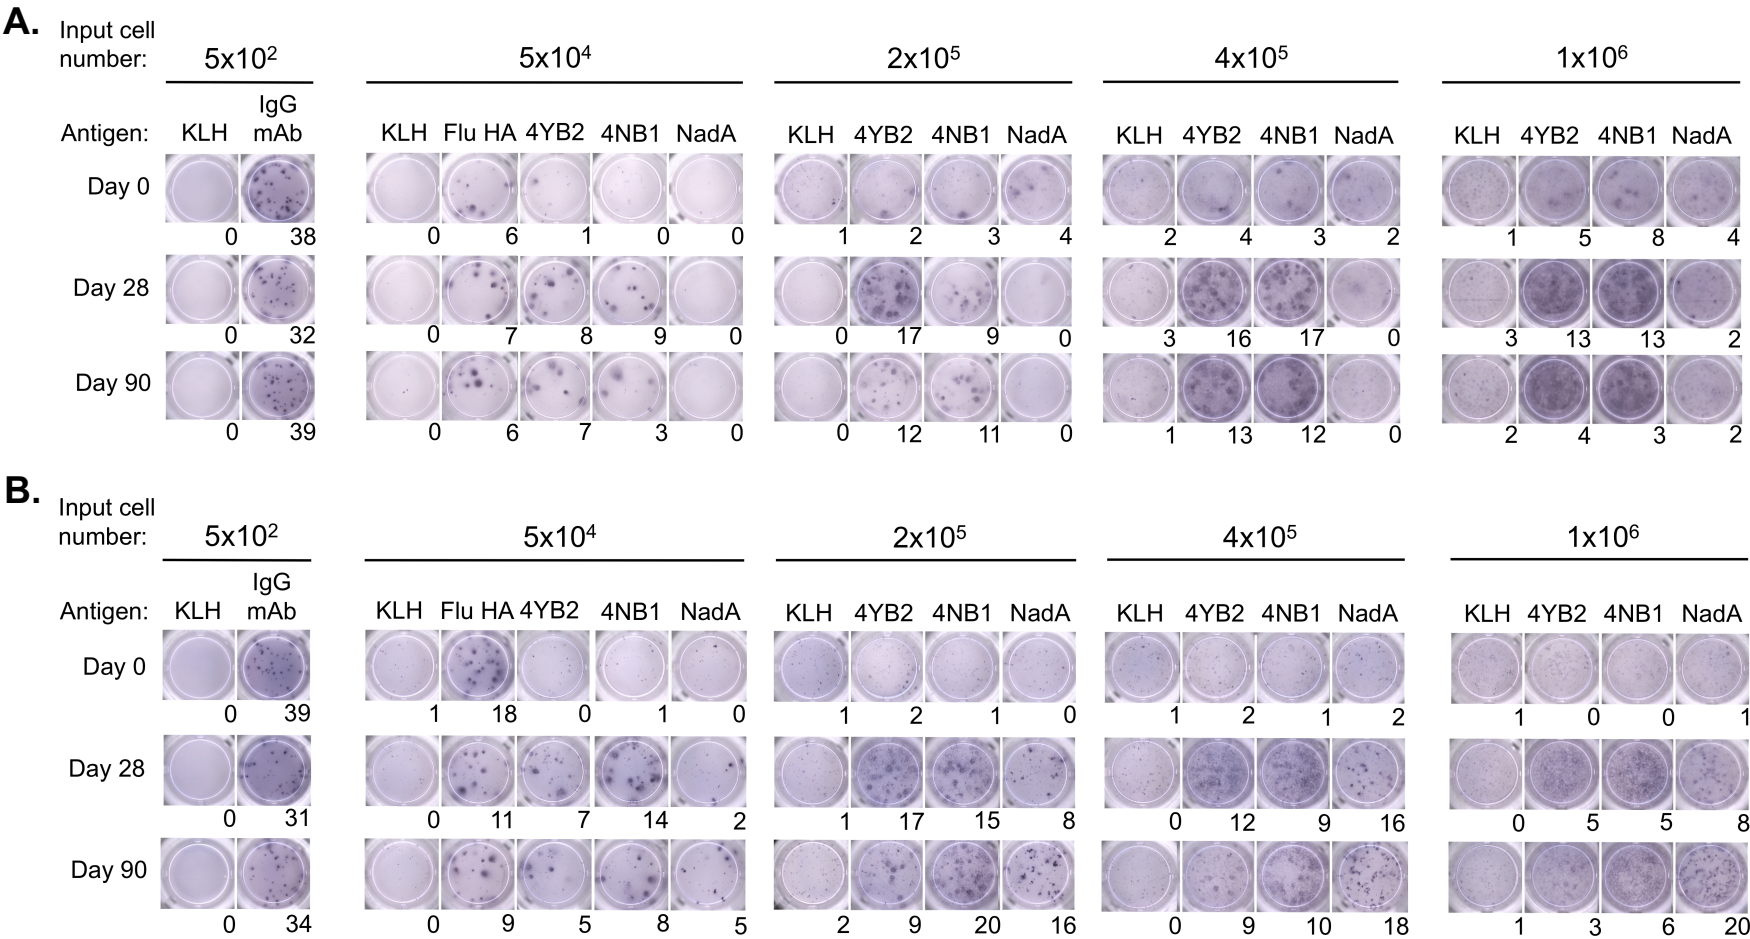 A.
Input cell number: 5x10² 5x10⁴ 2x10⁵ 4x10⁵ 1x10⁶
Antigen: KLH IgG mAb KLH Flu HA 4YB2 4NB1 NadA KLH 4YB2 4NB1 NadA KLH 4YB2 4NB1 NadA KLH 4YB2 4NB1 NadA
Day 0
0 38 0 6 1 0 0 1 2 3 4 2 4 3 2 1 5 8 4
Day 28
0 32 0 7 8 9 0 0 17 9 0 3 16 17 0 3 13 13 2
Day 90
0 39 0 6 7 3 0 0 12 11 0 1 13 12 0 2 4 3 2
B.
Input cell number: 5x10² 5x10⁴ 2x10⁵ 4x10⁵ 1x10⁶
Antigen: KLH IgG mAb KLH Flu HA 4YB2 4NB1 NadA KLH 4YB2 4NB1 NadA KLH 4YB2 4NB1 NadA KLH 4YB2 4NB1 NadA
Day 0
0 39 1 18 0 1 0 1 2 1 0 1 2 1 2 1 0 0 1
Day 28
0 31 0 11 7 14 2 1 17 15 8 0 12 9 16 0 5 5 8
Day 90
0 34 0 9 5 8 5 2 9 20 16 0 9 10 18 1 3 6 20